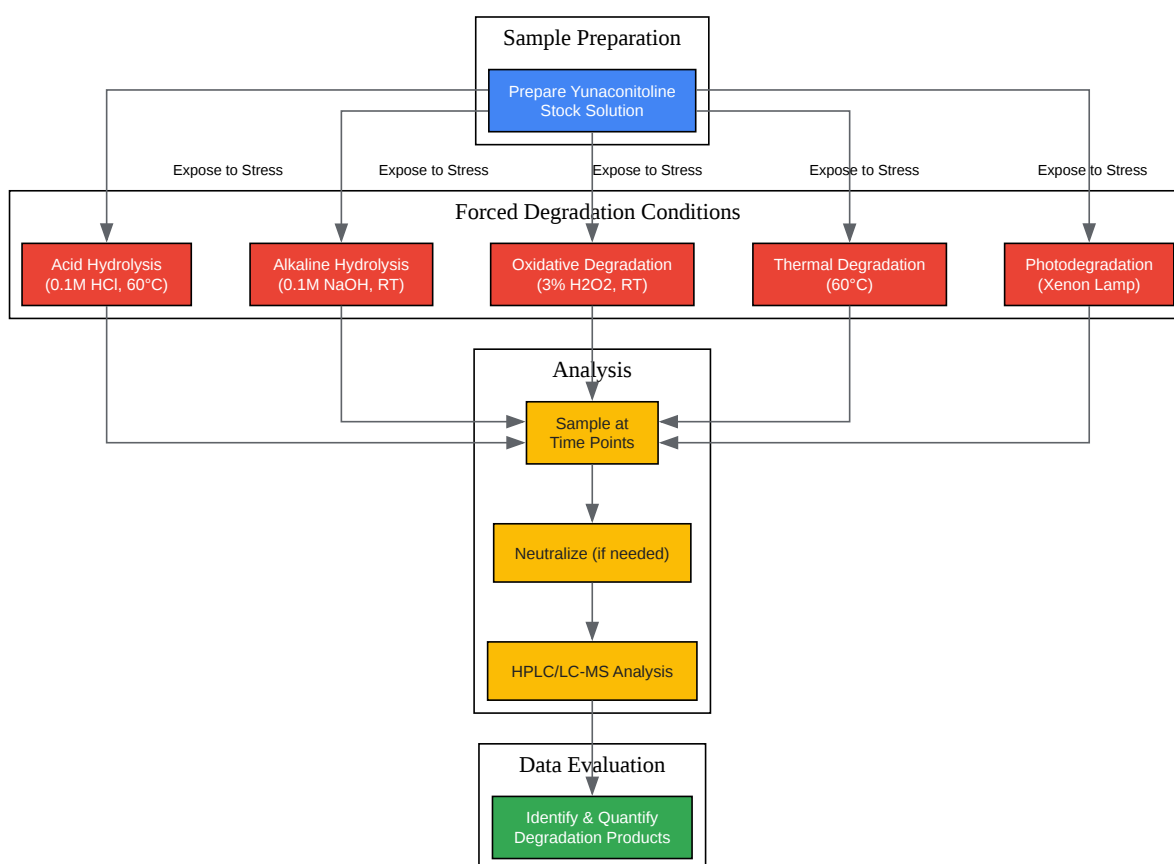 Sample Preparation
Prepare Yunaconitoline
Stock Solution
Expose to Stress
Expose to Stress
Expose to Stress
Expose to Stress
Expose to Stress
Forced Degradation Conditions
Acid Hydrolysis
(0.1M HCl, 60°C)
Alkaline Hydrolysis
(0.1M NaOH, RT)
Oxidative Degradation
(3% H2O2, RT)
Thermal Degradation
(60°C)
Photodegradation
(Xenon Lamp)
Analysis
Sample at
Time Points
Neutralize (if needed)
HPLC/LC-MS Analysis
Data Evaluation
Identify & Quantify
Degradation Products